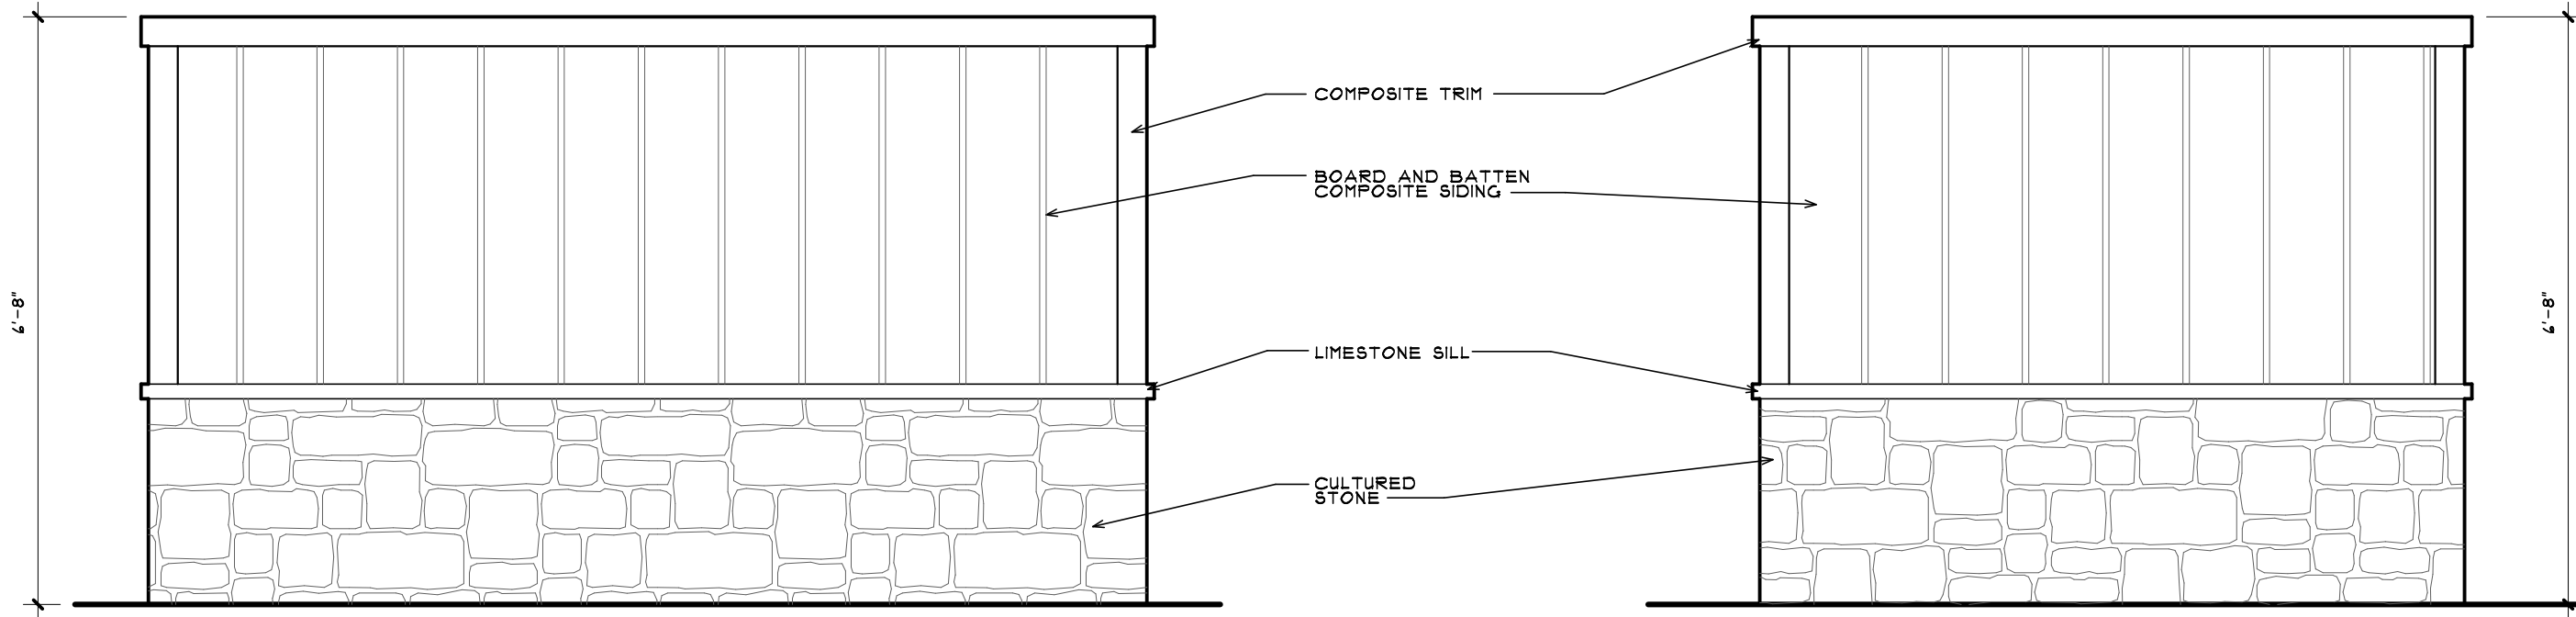 6'-8"
COMPOSITE TRIM
BOARD AND BATTEN
COMPOSITE SIDING
LIMESTONE SILL
CULTURED
STONE
6'-8"